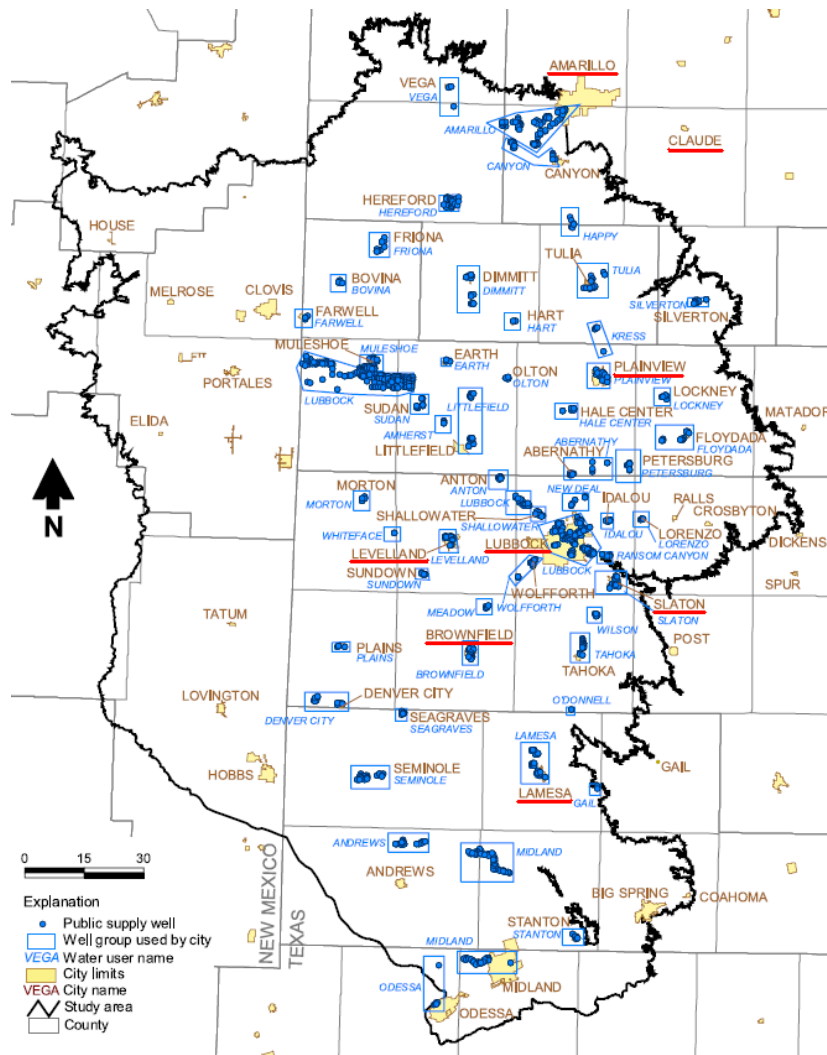 AMARILLO
VEGA
VEGA
AMARILLO
CLAUDE
CANYON
CANYON
HEREFORD
HEREFORD
HOUSE
FRIONA
FRIONA
HAPPY
TULIA
TULIA
BOVINA
BOVINA
DIMMITT
DIMMITT
MELROSE
CLOVIS
SILVERTON
SILVERTON
FARWELL
FARWELL
HART
HART
KRESS
MULESHOE
MULESHOE
EARTH
EARTH
PORTALES
OLTON
OLTON
PLAINVIEW
PLAINVIEW
LUBBOCK
SUDAN
SUDAN
LITTLEFIELD
LOCKNEY
LOCKNEY
HALE CENTER
HALE CENTER
MATADOR
ELIDA
AMHERST
LITTLEFIELD
ABERNATHY
ABERNATHY
FLOYDADA
FLOYDADA
PETERSBURG
PETERSBURG
MORTON
MORTON
ANTON
ANTON
LUBBOCK
NEW DEAL
IDALOU
IDALOU
RALLS
CROSBYTON
SHALLOWATER
SHALLOWATER
LORENZO
LORENZO
DICKENS
WHITEFACE
LEVELLAND
LEVELLAND
LUBBOCK
LUBBOCK
RANSOM CANYON
SUNDOWN
SUNDOWN
WOLFFORTH
WOLFFORTH
SPUR
SLATON
SLATON
TATUM
MEADOW
WILSON
POST
PLAINS
PLAINS
BROWNFIELD
BROWNFIELD
TAHOKA
TAHOKA
LOVINGTON
DENVER CITY
DENVER CITY
SEAGRAVES
SEAGRAVES
O'DONNELL
HOBBS
SEMINOLE
SEMINOLE
LAMESA
LAMESA
GAIL
GAIL
ANDREWS
ANDREWS
MIDLAND
BIG SPRING
COAHOMA
STANTON
STANTON
MIDLAND
MIDLAND
ODESSA
ODESSA
NEW MEXICO
TEXAS
N
0 15 30
Explanation
Public supply well
Well group used by city
VEGA Water user name
City limits
VEGA City name
Study area
County